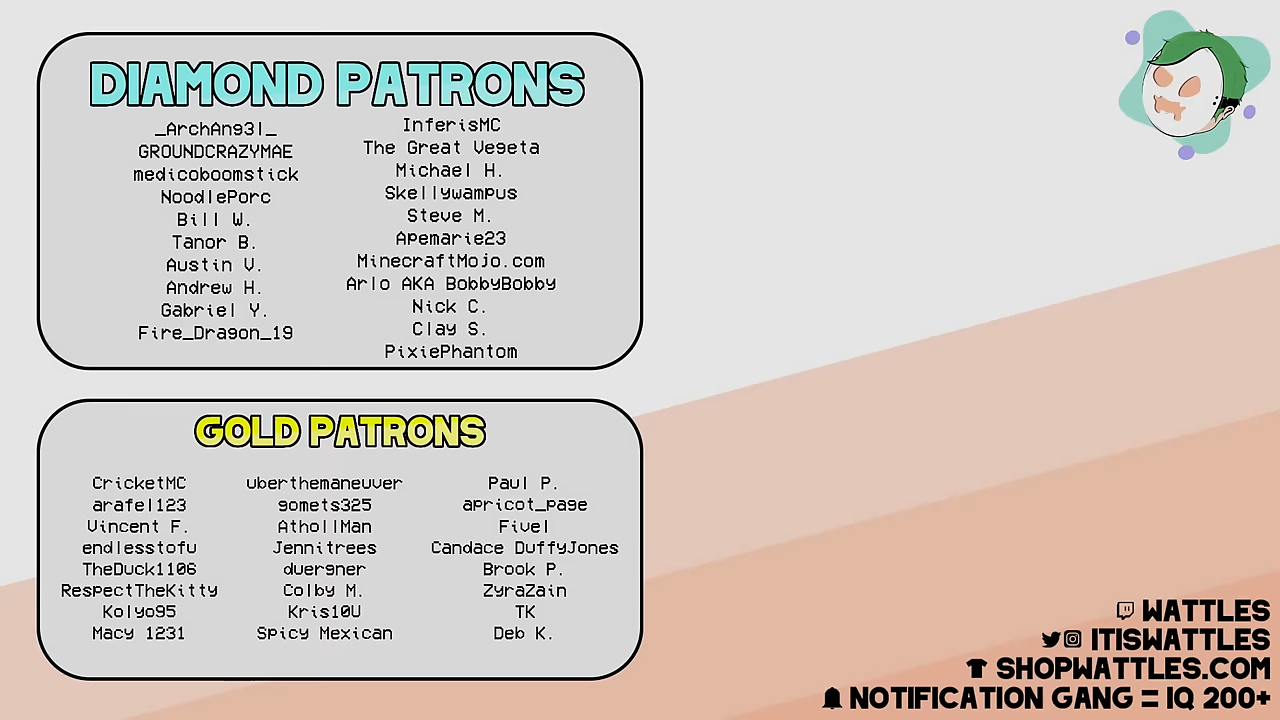 DIAMOND PATRONS
_ArchAng3l_
GROUNDCRAZYMAE
medicoboomstick
NoodlePorc
Bill W.
Tanor B.
Austin V.
Andrew H.
Gabriel Y.
Fire_Dragon_19
InferisMC
The Great Vegeta
Michael H.
Skellywampus
Steve M.
Apemarie23
MinecraftMojo.com
Arlo AKA BobbyBobby
Nick C.
Clay S.
PixiePhantom
GOLD PATRONS
CricketMC
arafel123
Vincent F.
endlesstofu
TheDuck1106
RespectTheKitty
Kolyo95
Macy 1231
uberthemaneuver
gomets325
AthollMan
Jennitrees
duergner
Colby M.
Kris10U
Spicy Mexican
Paul P.
apricot_page
Fivel
Candace DuffyJones
Brook P.
ZyraZain
TK
Deb K.
WATTLES
ITISWATTLES
SHOPWATTLES.COM
NOTIFICATION GANG = IQ 200+